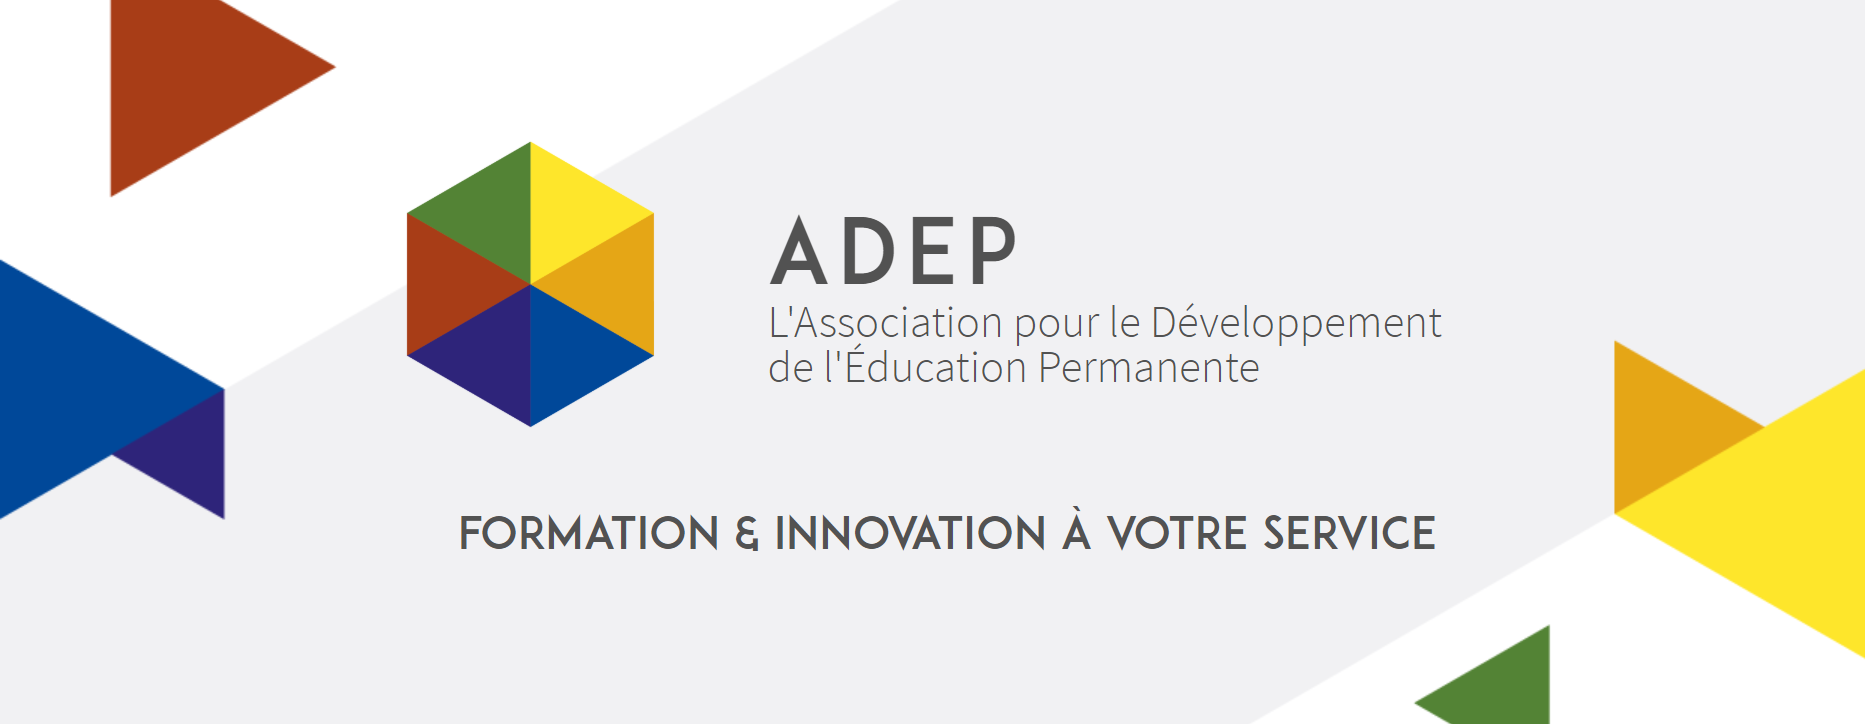 ADEP
L'Association pour le Développement
de l'Éducation Permanente
FORMATION & INNOVATION À VOTRE SERVICE